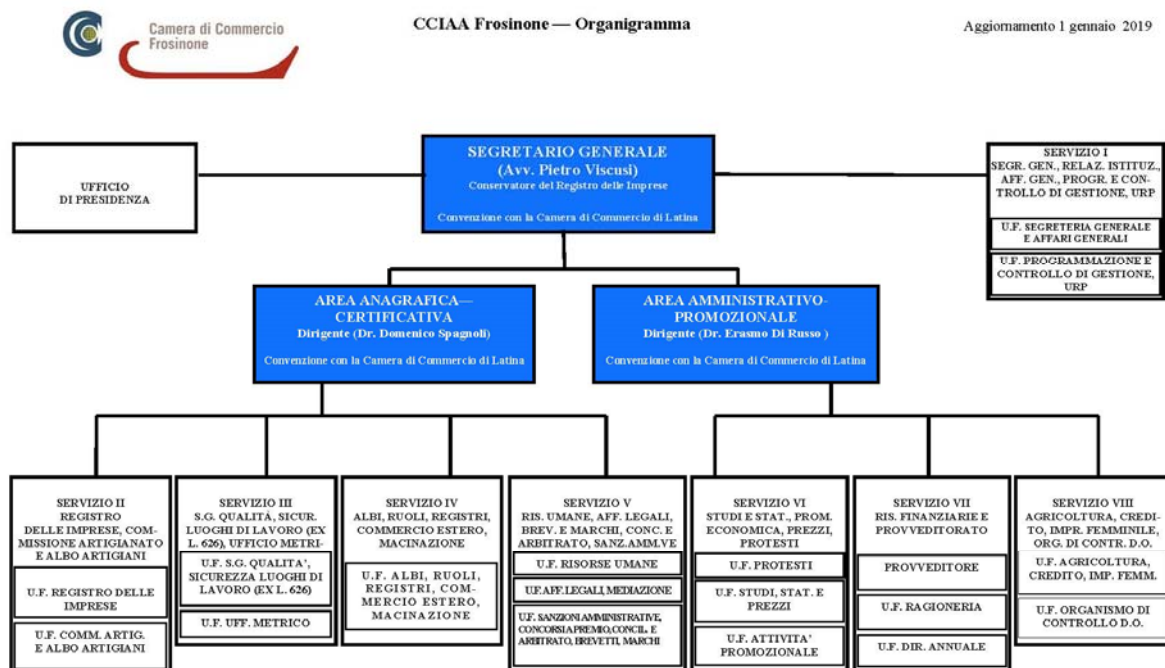 Camera di Commercio
Frosinone
CCIAA Frosinone — Organigramma
Aggiornamento 1 gennaio 2019
UFFICIO
DI PRESIDENZA
SEGRETARIO GENERALE
(Avv. Pietro Viscusi)
Conservatore del Registro delle Imprese
Convenzione con la Camera di Commercio di Latina
SERVIZIO I
SEGR. GEN., RELAZ. ISTITUZ.,
AFF. GEN., PROGR. E CON-
TROLLO DI GESTIONE, URP
U.F. SEGRETERIA GENERALE
E AFFARI GENERALI
U.F. PROGRAMMAZIONE E
CONTROLLO DI GESTIONE,
URP
AREA ANAGRAFICA—
CERTIFICATIVA
Dirigente (Dr. Domenico Spagnoli)
Convenzione con la Camera di Commercio di Latina
AREA AMMINISTRATIVO-
PROMOZIONALE
Dirigente (Dr. Erasmo Di Russo )
Convenzione con la Camera di Commercio di Latina
SERVIZIO II
REGISTRO
DELLE IMPRESE, COM-
MISSIONE ARTIGIANATO
E ALBO ARTIGIANI
U.F. REGISTRO DELLE
IMPRESE
U.F. COMM. ARTIG.
E ALBO ARTIGIANI
SERVIZIO III
S.G. QUALITÀ, SICUR.
LUOGHI DI LAVORO (EX
L. 626), UFFICIO METRI-
U.F. S.G. QUALITA',
SICUREZZA LUOGHI DI
LAVORO (EX L. 626)
U.F. UFF. METRICO
SERVIZIO IV
ALBI, RUOLI, REGISTRI,
COMMERCIO ESTERO,
MACINAZIONE
U.F. ALBI, RUOLI,
REGISTRI, COM-
MERCIO ESTERO,
MACINAZIONE
SERVIZIO V
RIS. UMANE, AFF. LEGALI,
BREV. E MARCHI, CONC. E
ARBITRATO, SANZ.AMM.VE
U.F. RISORSE UMANE
U.F.AFF. LEGALI, MEDIAZIONE
U.F. SANZIONI AMMINISTRATIVE,
CONCORSI A PREMIO, CONCIL. E
ARBITRATO, BREVETTI, MARCHI
SERVIZIO VI
STUDI E STAT., PROM.
ECONOMICA, PREZZI,
PROTESTI
U.F. PROTESTI
U.F. STUDI, STAT. E
PREZZI
U.F. ATTIVITA'
PROMOZIONALE
SERVIZIO VII
RIS. FINANZIARIE E
PROVVEDITORATO
PROVVEDITORE
U.F. RAGIONERIA
U.F. DIR. ANNUALE
SERVIZIO VIII
AGRICOLTURA, CREDI-
TO, IMPR. FEMMINILE,
ORG. DI CONTR. D.O.
U.F. AGRICOLTURA,
CREDITO, IMP. FEMM.
U.F. ORGANISMO DI
CONTROLLO D.O.